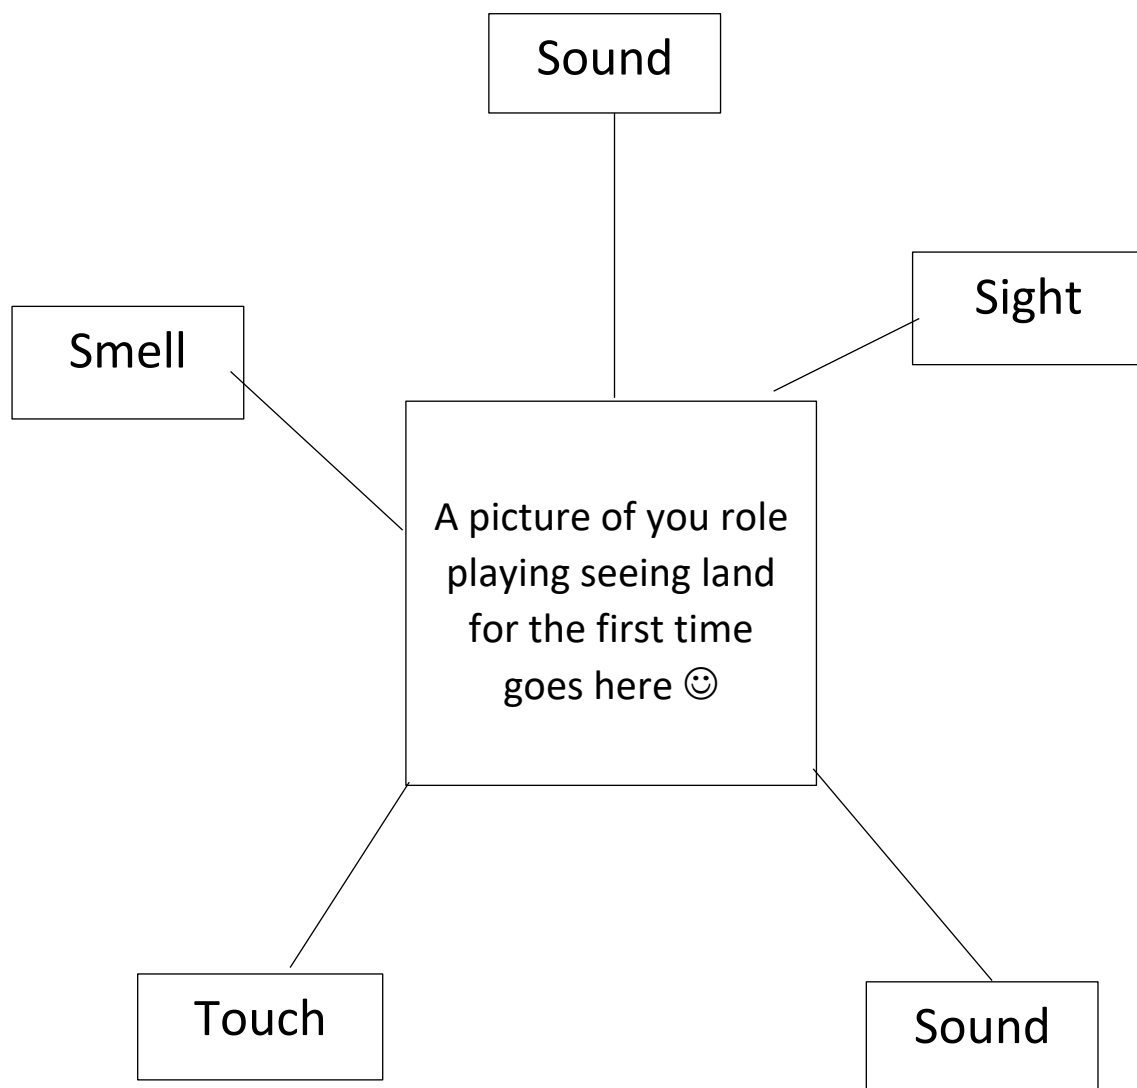 Sound
Sight
Smell
A picture of you role
playing seeing land
for the first time
goes here ☺
Touch
Sound